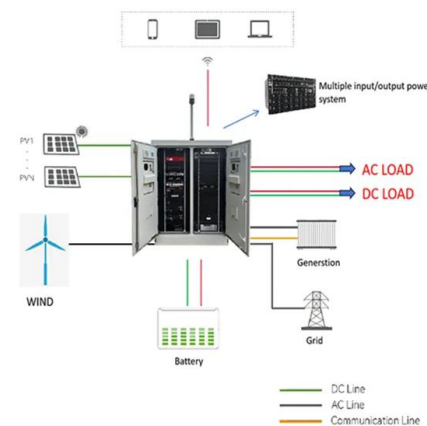 Multiple input/output power
system
PV1
PVN
AC LOAD
DC LOAD
WIND
Generstion
Grid
Battery
DC Line
AC Line
Communication Line